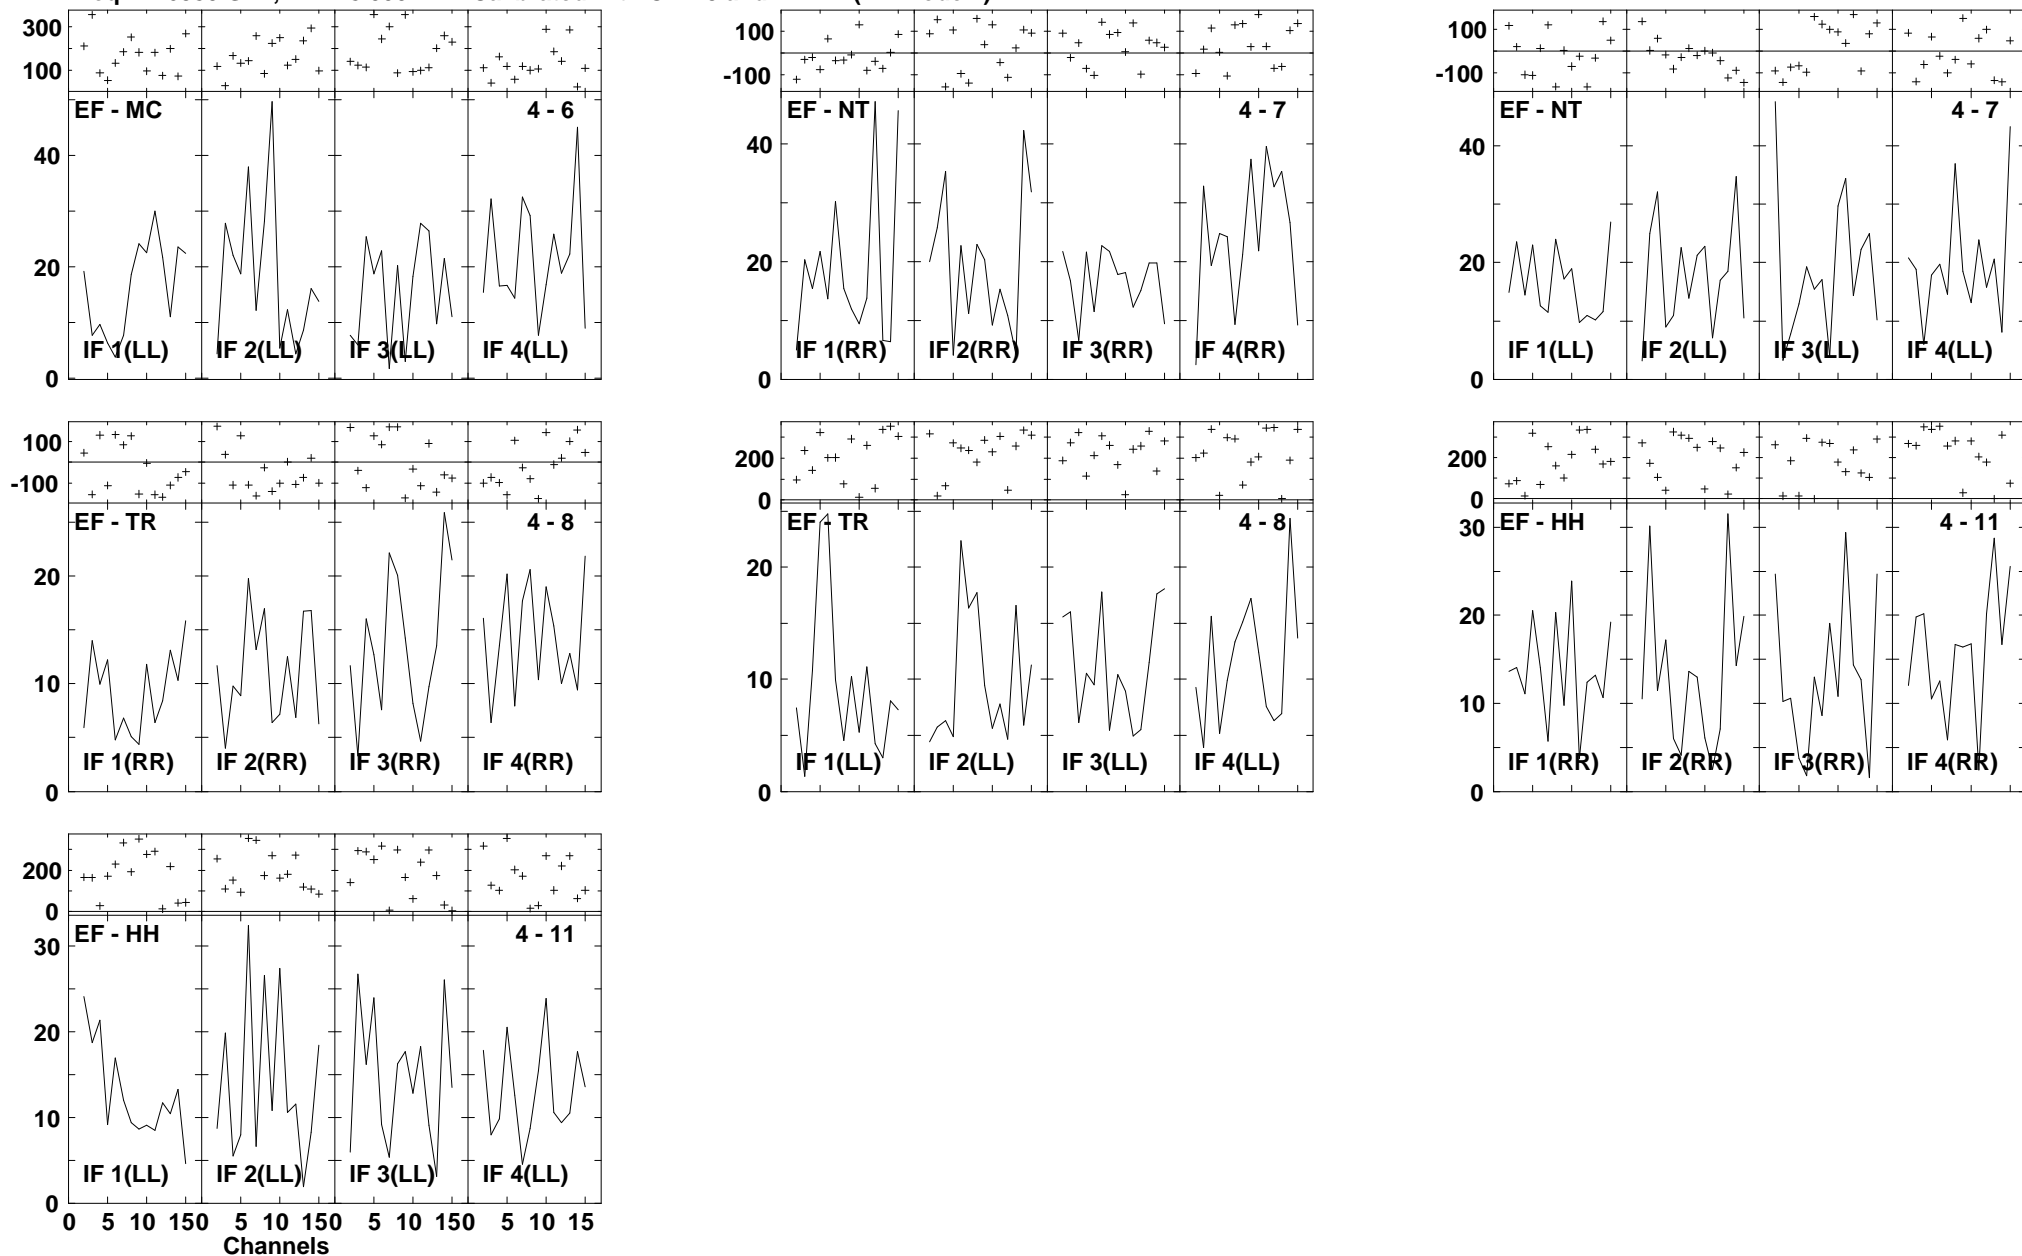 300
100
EF - MC 4 - 6
40
20
0
IF 1(LL) IF 2(LL) IF 3(LL) IF 4(LL)
100
-100
EF - NT 4 - 7
40
20
0
IF 1(RR) IF 2(RR) IF 3(RR) IF 4(RR)
100
-100
EF - NT 4 - 7
40
20
0
IF 1(LL) IF 2(LL) IF 3(LL) IF 4(LL)
100
-100
EF - TR 4 - 8
20
10
0
IF 1(RR) IF 2(RR) IF 3(RR) IF 4(RR)
200
0
EF - TR 4 - 8
20
10
0
IF 1(LL) IF 2(LL) IF 3(LL) IF 4(LL)
200
0
EF - HH 4 - 11
30
20
10
0
IF 1(RR) IF 2(RR) IF 3(RR) IF 4(RR)
200
0
EF - HH 4 - 11
30
20
10
0
IF 1(LL) IF 2(LL) IF 3(LL) IF 4(LL)
0 5 10 150 5 10 150 5 10 150 5 10 15
Channels